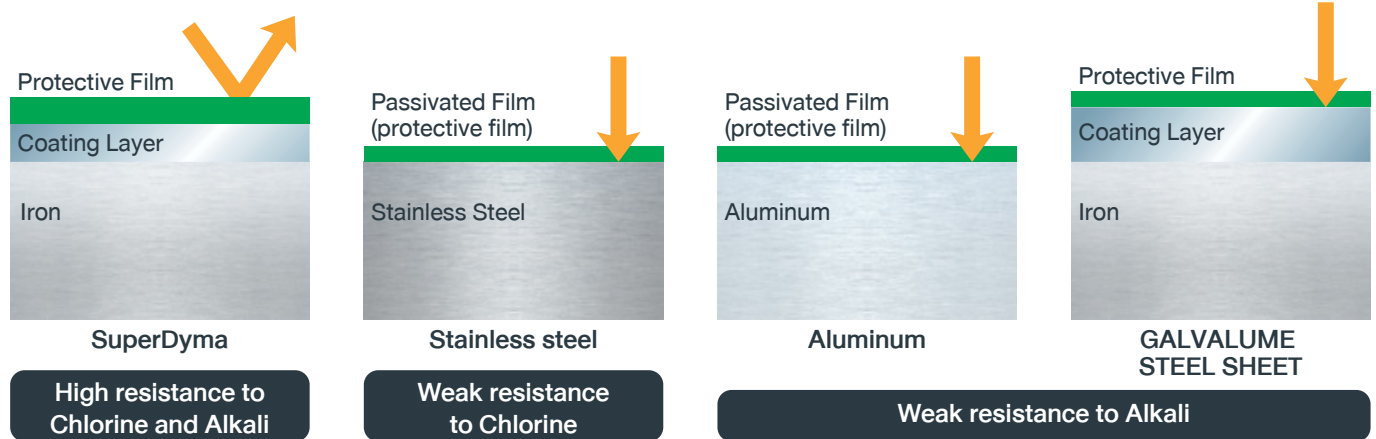 Protective Film
Coating Layer
Iron
SuperDyma
High resistance to
Chlorine and Alkali
Passivated Film
(protective film)
Stainless Steel
Stainless steel
Weak resistance
to Chlorine
Passivated Film
(protective film)
Aluminum
Aluminum
Protective Film
Coating Layer
Iron
GALVALUME
STEEL SHEET
Weak resistance to Alkali